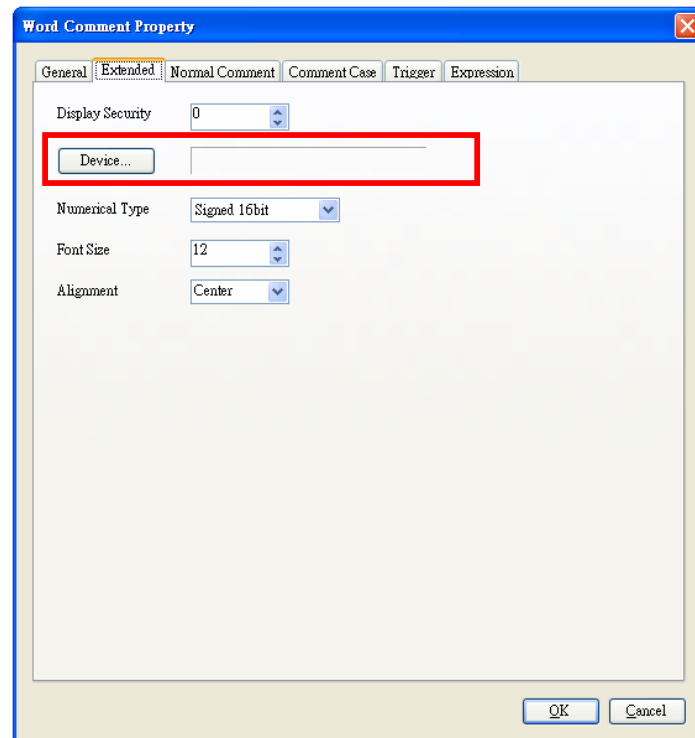 Word Comment Property
General Extended Normal Comment Comment Case Trigger Expression
Display Security 0
Device...
Numerical Type Signed 16bit
Font Size 12
Alignment Center
OK Cancel